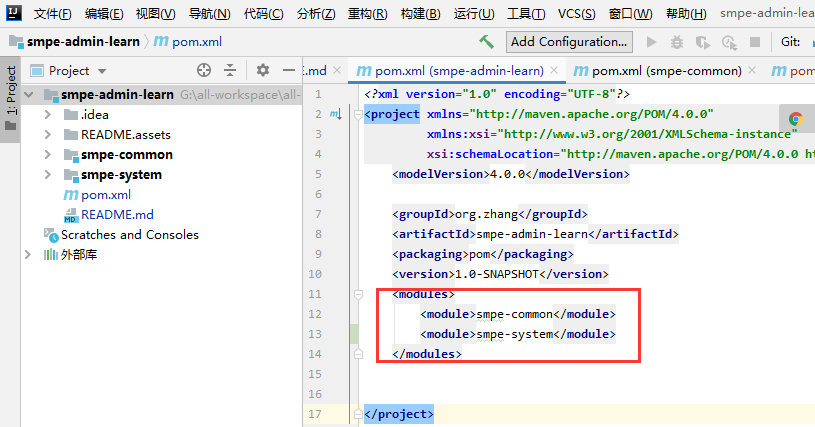 文件(F) 编辑(E) 视图(V) 导航(N) 代码(C) 分析(Z) 重构(R) 构建(B) 运行(U) 工具(T) VCS(S) 窗口(W) 帮助(H) smpe-admin-lea
smpe-admin-learn pom.xml Add Configuration... Git:
1: Project
Project E.md pom.xml (smpe-admin-learn) pom.xml (smpe-common) pom
smpe-admin-learn G:\all-workspace\all-
.idea
README.assets
smpe-common
smpe-system
pom.xml
README.md
Scratches and Consoles
外部库
1 <?xml version="1.0" encoding="UTF-8"?>
2 <project xmlns="http://maven.apache.org/POM/4.0.0"
3 xmlns:xsi="http://www.w3.org/2001/XMLSchema-instance"
4 xsi:schemaLocation="http://maven.apache.org/POM/4.0.0 h
5 <modelVersion>4.0.0</modelVersion>
6
7 <groupId>org.zhang</groupId>
8 <artifactId>smpe-admin-learn</artifactId>
9 <packaging>pom</packaging>
10 <version>1.0-SNAPSHOT</version>
11 <modules>
12 <module>smpe-common</module>
13 <module>smpe-system</module>
14 </modules>
15
16
17 </project>